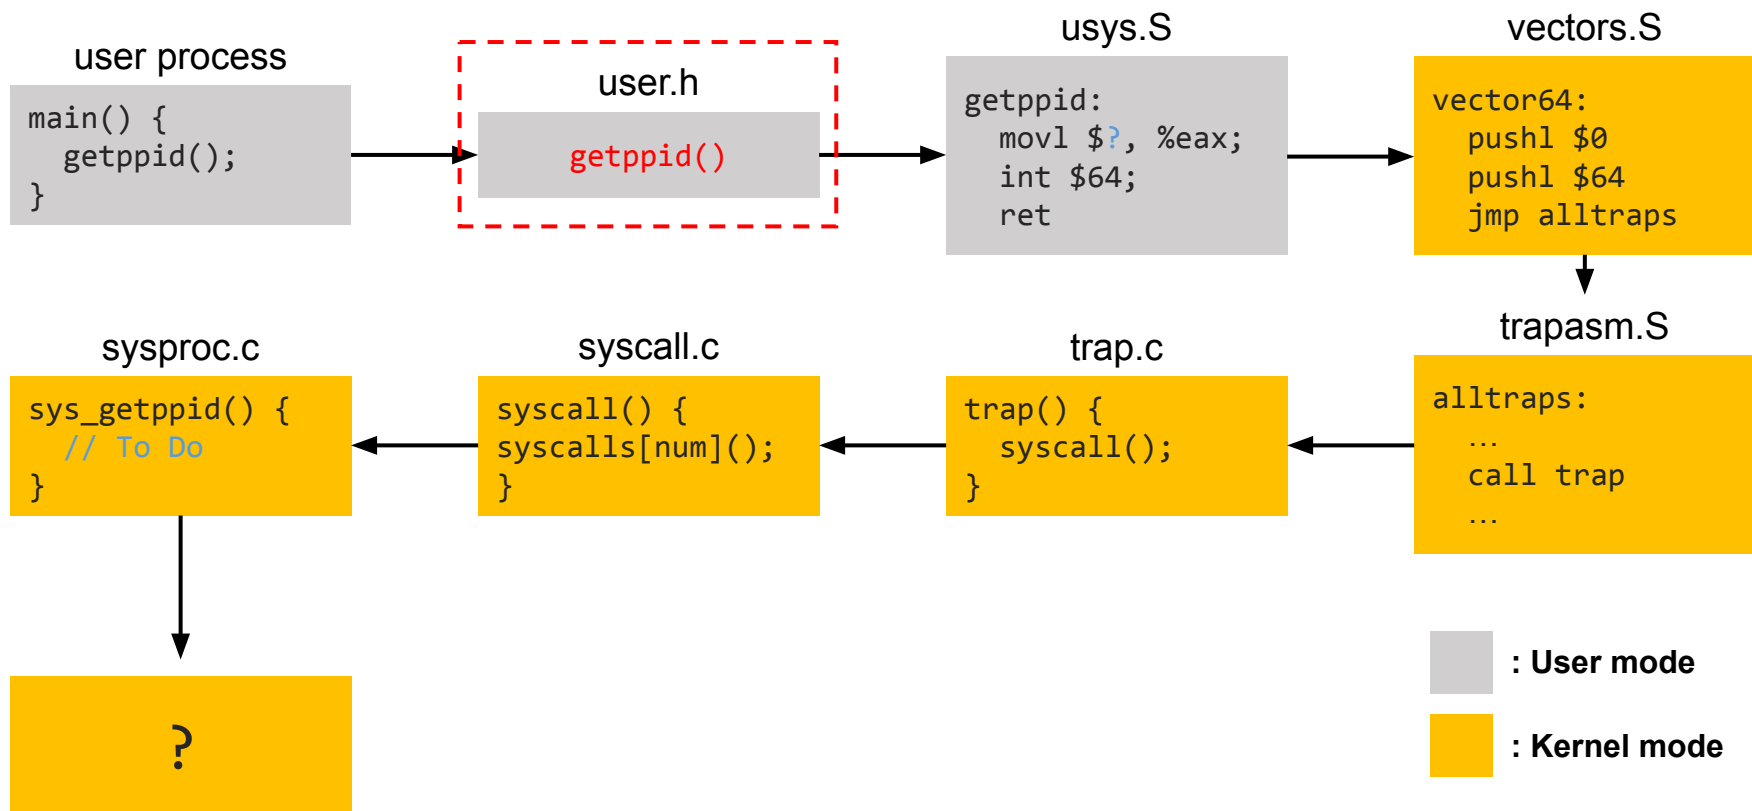 user process
main() {
  getppid();
}
user.h
getppid()
usys.S
getppid:
  movl $?, %eax;
  int $64;
  ret
vectors.S
vector64:
  pushl $0
  pushl $64
  jmp alltraps
sysproc.c
sys_getppid() {
  // To Do
}
syscall.c
syscall() {
syscalls[num]();
}
trap.c
trap() {
  syscall();
}
trapasm.S
alltraps:
  …
  call trap
  …
?
: User mode
: Kernel mode